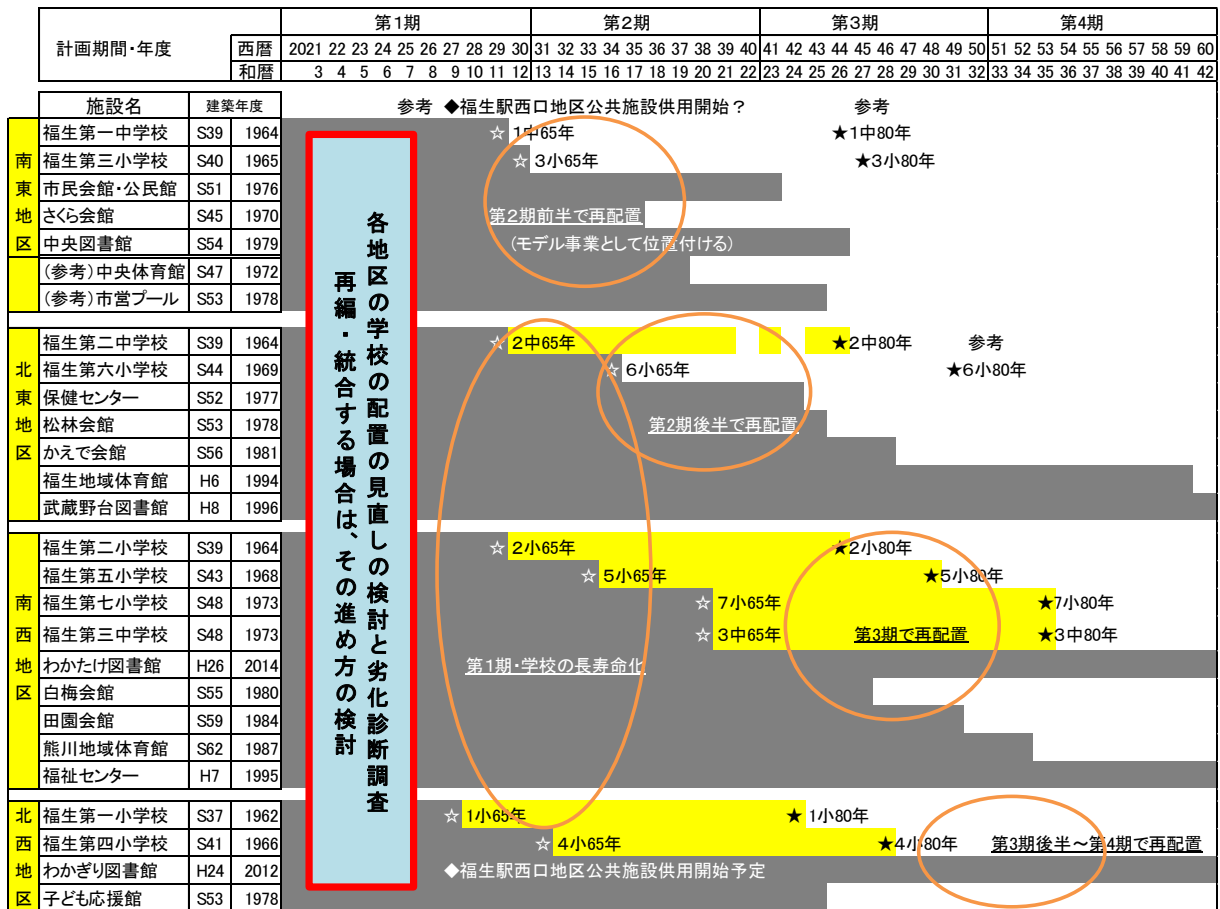 第1期 第2期 第3期 第4期
計画期間・年度 西暦 2021 22 23 24 25 26 27 28 29 30 31 32 33 34 35 36 37 38 39 40 41 42 43 44 45 46 47 48 49 50 51 52 53 54 55 56 57 58 59 60
和暦 3 4 5 6 7 8 9 10 11 12 13 14 15 16 17 18 19 20 21 22 23 24 25 26 27 28 29 30 31 32 33 34 35 36 37 38 39 40 41 42
施設名 建築年度 参考 ◆福生駅西口地区公共施設供用開始? 参考
南東地区
福生第一中学校 S39 1964 ☆ 1中65年 ★1中80年
福生第三小学校 S40 1965 ☆ 3小65年 ★3小80年
市民会館・公民館 S51 1976
さくら会館 S45 1970 第2期前半で再配置
中央図書館 S54 1979 (モデル事業として位置付ける)
(参考)中央体育館 S47 1972
(参考)市営プール S53 1978
各地区の学校の配置の見直しの検討と劣化診断調査
再編・統合する場合は、その進め方の検討
北東地区
福生第二中学校 S39 1964 ☆ 2中65年 ★2中80年 参考
福生第六小学校 S44 1969 ☆ 6小65年 ★6小80年
保健センター S52 1977
松林会館 S53 1978 第2期後半で再配置
かえで会館 S56 1981
福生地域体育館 H6 1994
武蔵野台図書館 H8 1996
南西地区
福生第二小学校 S39 1964 ☆ 2小65年 ★2小80年
福生第五小学校 S43 1968 ☆ 5小65年 ★5小80年
福生第七小学校 S48 1973 ☆ 7小65年 ★7小80年
福生第三中学校 S48 1973 ☆ 3中65年 第3期で再配置 ★3中80年
わかたけ図書館 H26 2014 第1期・学校の長寿命化
白梅会館 S55 1980
田園会館 S59 1984
熊川地域体育館 S62 1987
福祉センター H7 1995
北西地区
福生第一小学校 S37 1962 ☆ 1小65年 ★ 1小80年
福生第四小学校 S41 1966 ☆ 4小65年 ★4小80年 第3期後半~第4期で再配置
わかぎり図書館 H24 2012 ◆福生駅西口地区公共施設供用開始予定
子ども応援館 S53 1978